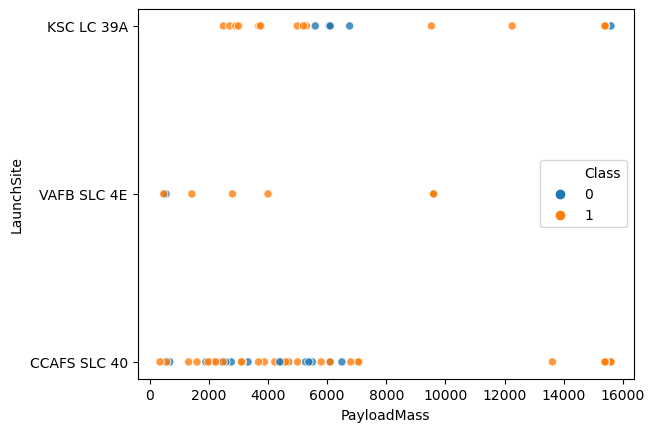 KSC LC 39A
VAFB SLC 4E
CCAFS SLC 40
LaunchSite
Class
0
1
0 2000 4000 6000 8000 10000 12000 14000 16000
PayloadMass